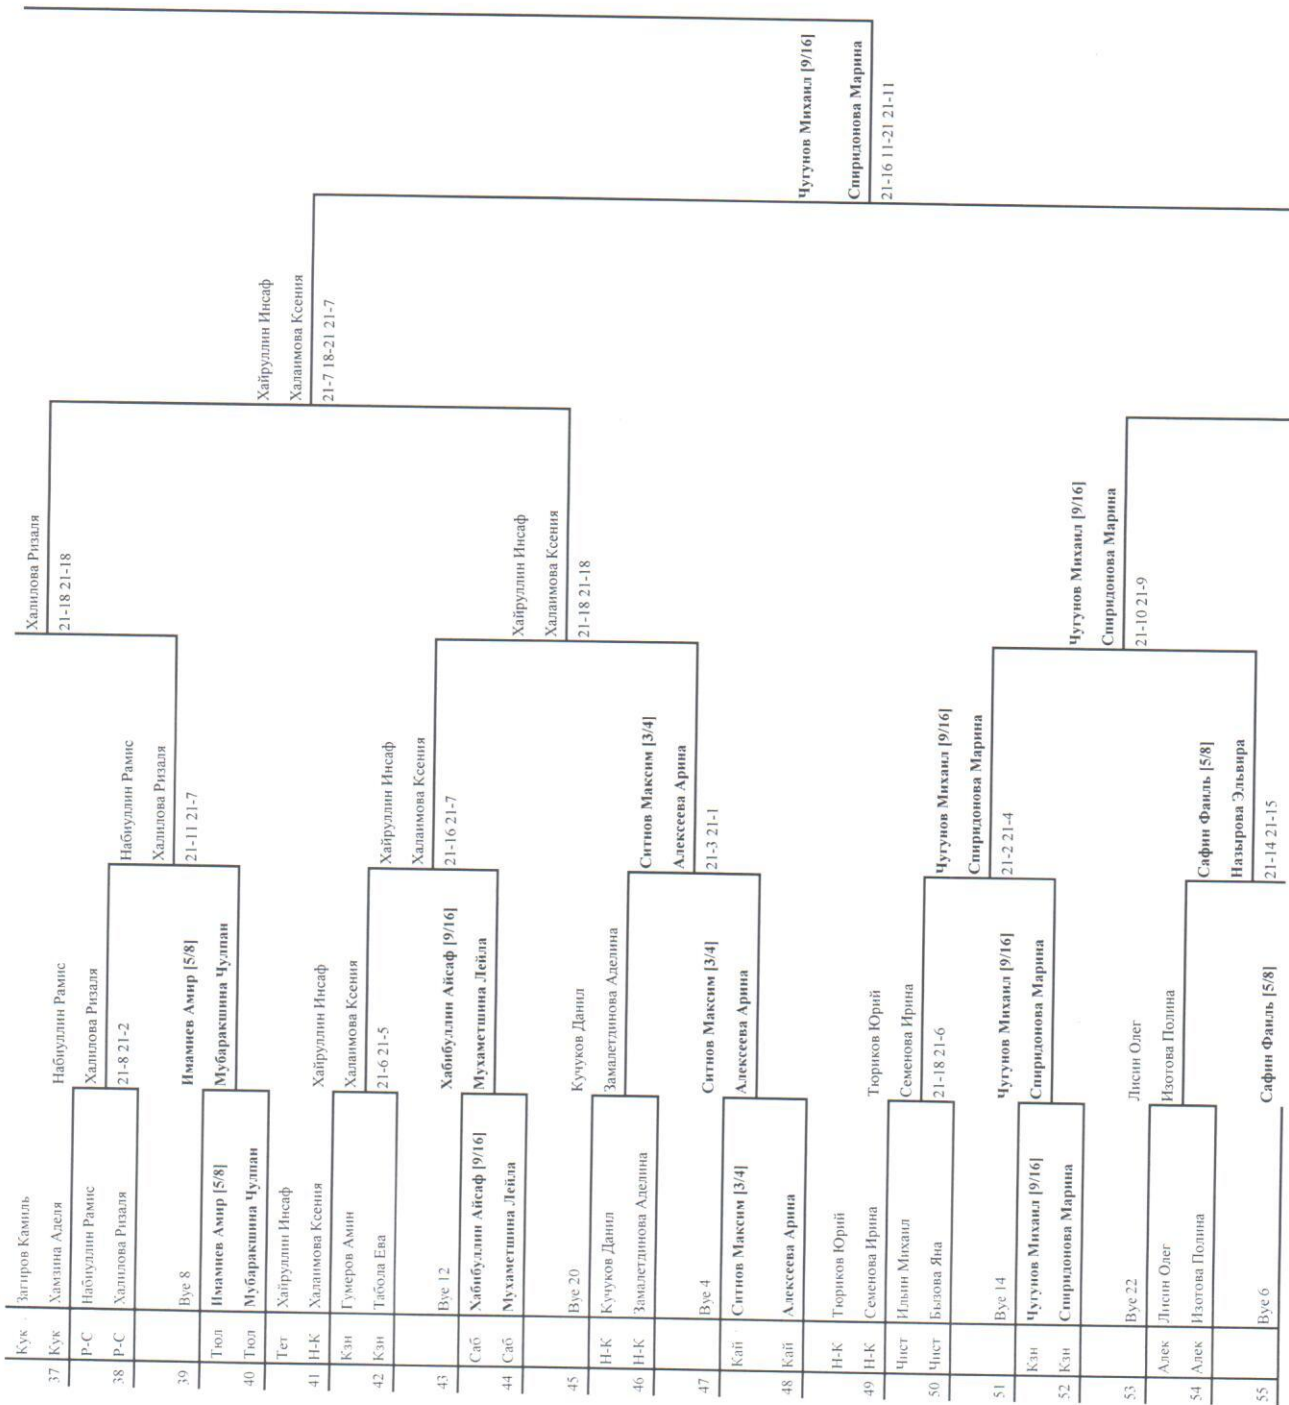 Кук Загиров Камиль
37 Кук Хамзина Аделя
Р-С Набиуллин Рамис
38 Р-С Халилова Ризаля
39 Bye 8
Тюл Имамиев Амир [5/8]
40 Тюл Мубаракшина Чулпан
Тет Хайруллин Инсаф
41 Н-К Халаимова Ксения
Кзн Гумеров Амин
42 Кзн Табола Ева
43 Bye 12
Саб Хабибуллин Айсаф [9/16]
44 Саб Мухаметшина Лейла
45 Bye 20
Н-К Кучуков Данил
46 Н-К Замалетдинова Аделина
47 Bye 4
Кай Ситнов Максим [3/4]
48 Кай Алексеева Арина
Н-К Тюриков Юрий
49 Н-К Семенова Ирина
Чист Ильин Михаил
50 Чист Бызова Яна
51 Bye 14
Кзн Чугунов Михаил [9/16]
52 Кзн Спиридонова Марина
53 Bye 22
Алек Лисин Олег
54 Алек Изотова Полина
55 Bye 6
Набиуллин Рамис
Халилова Ризаля
21-8 21-2
Имамиев Амир [5/8]
Мубаракшина Чулпан
Хайруллин Инсаф
Халаимова Ксения
21-6 21-5
Хабибуллин Айсаф [9/16]
Мухаметшина Лейла
Кучуков Данил
Замалетдинова Аделина
Ситнов Максим [3/4]
Алексеева Арина
Тюриков Юрий
Семенова Ирина
21-18 21-6
Чугунов Михаил [9/16]
Спиридонова Марина
Лисин Олег
Изотова Полина
Сафин Фаиль [5/8]
Набиуллин Рамис
Халилова Ризаля
21-11 21-7
Хайруллин Инсаф
Халаимова Ксения
21-16 21-7
Ситнов Максим [3/4]
Алексеева Арина
21-3 21-1
Чугунов Михаил [9/16]
Спиридонова Марина
21-2 21-4
Сафин Фаиль [5/8]
Назырова Эльвира
21-14 21-15
Халилова Ризаля
21-18 21-18
Хайруллин Инсаф
Халаимова Ксения
21-18 21-18
Чугунов Михаил [9/16]
Спиридонова Марина
21-10 21-9
Хайруллин Инсаф
Халаимова Ксения
21-7 18-21 21-7
Чугунов Михаил [9/16]
Спиридонова Марина
21-16 11-21 21-11